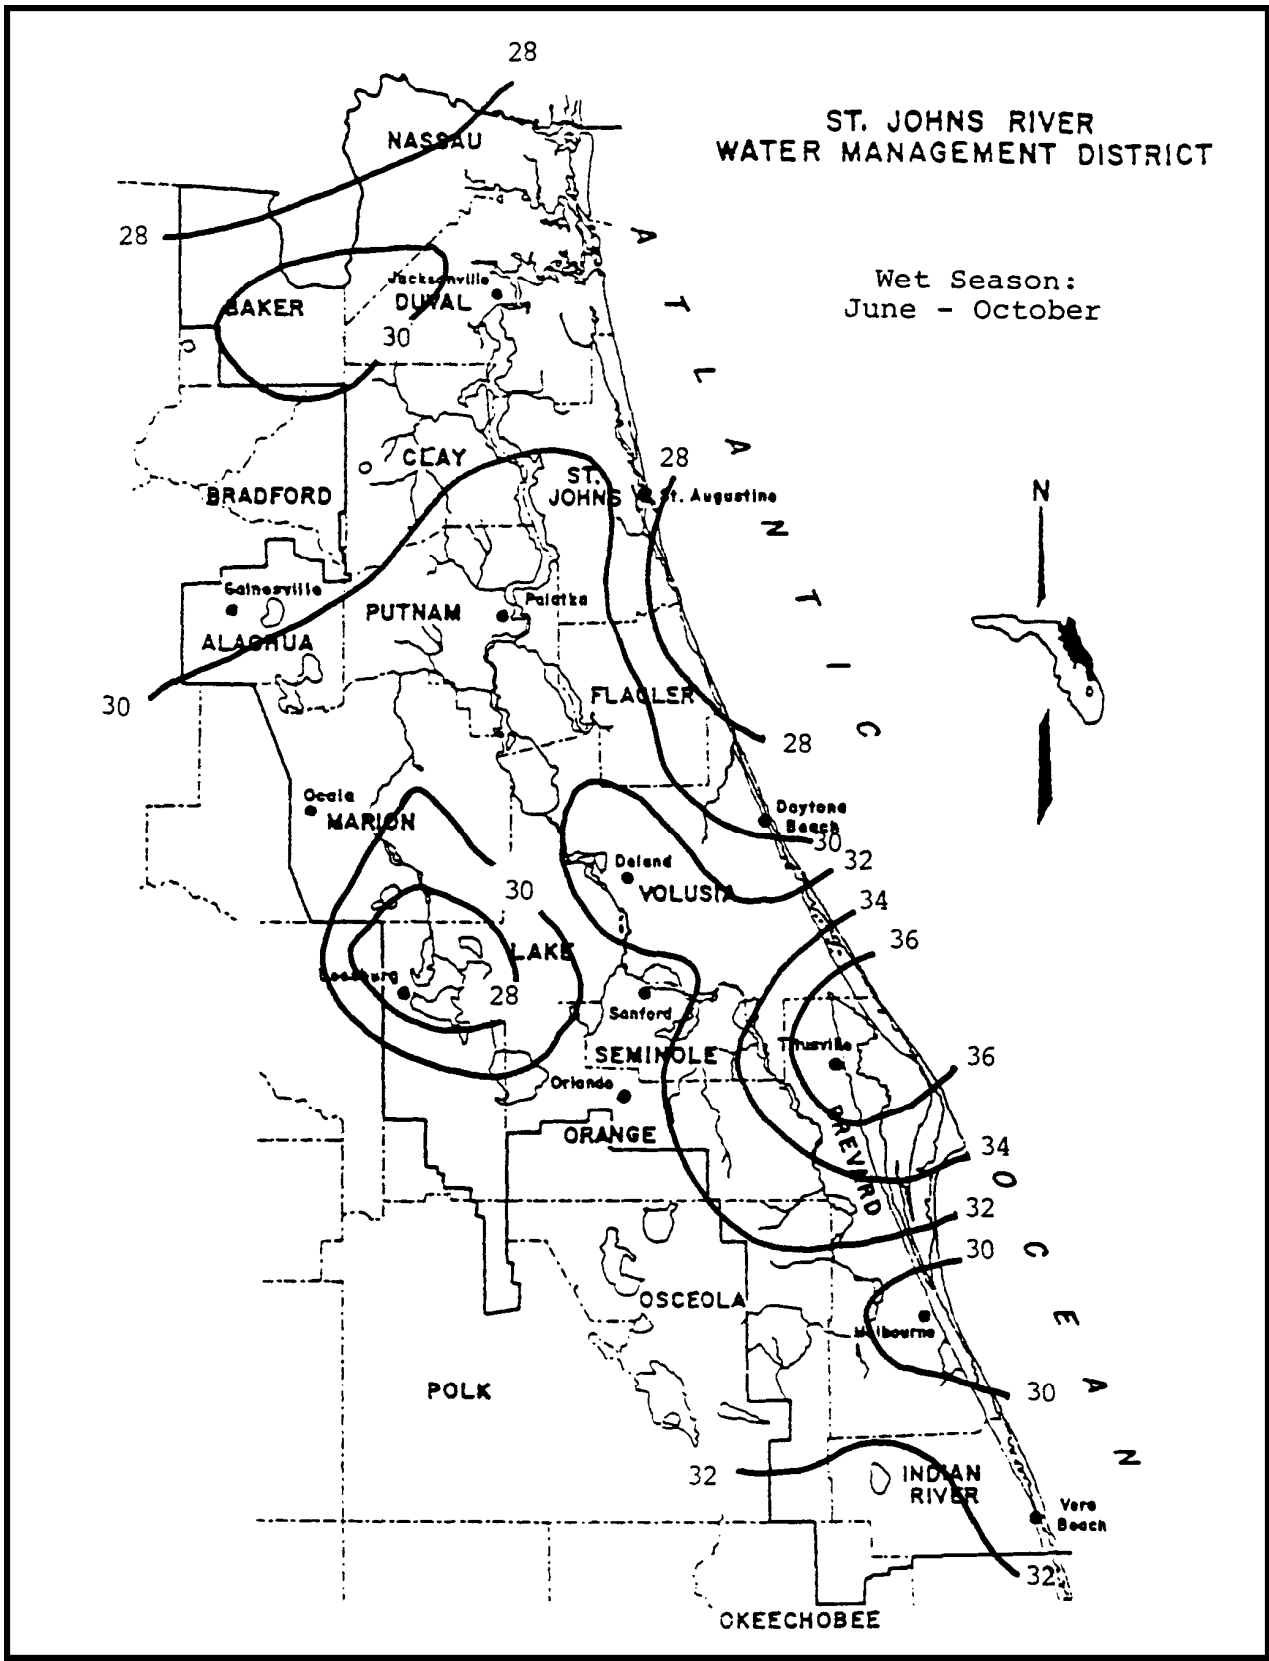 28
ST. JOHNS RIVER
WATER MANAGEMENT DISTRICT
NASSAU
28
ATLANTIC OCEAN
Wet Season:
June - October
Jacksonville
BAKER
DUVAL
30
CLAY
28
ST.
JOHNS
St. Augustine
BRADFORD
N
Gainesville
Palatka
PUTNAM
ALACHUA
30
FLAGLER
28
Ocala
MARION
Daytona
Beach
30
32
Deland
VOLUSIA
30
34
36
LAKE
Leesburg
28
Sanford
Titusville
SEMINOLE
36
Orlando
ORANGE
BREVARD
34
32
30
OSCEOLA
Melbourne
POLK
30
32
INDIAN
RIVER
Vero
Beach
32
OKEECHOBEE